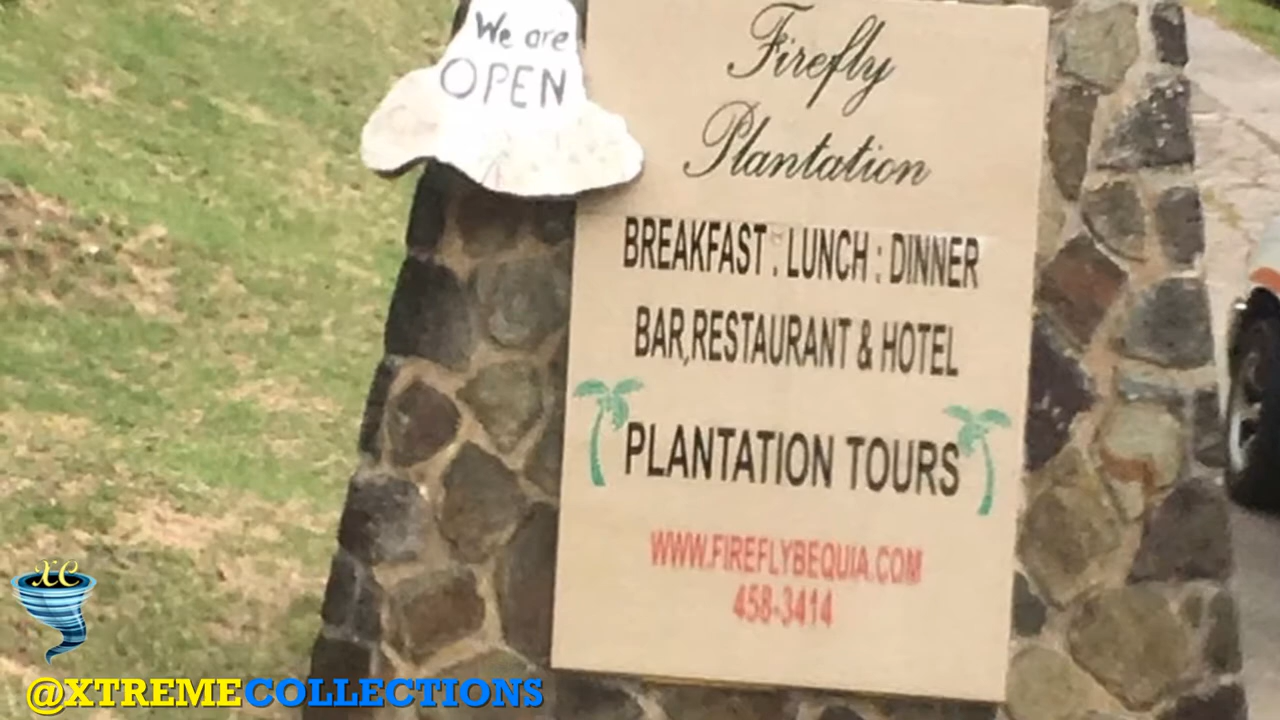 We are
OPEN
Firefly
Plantation
BREAKFAST . LUNCH : DINNER
BAR,RESTAURANT & HOTEL
PLANTATION TOURS
WWW.FIREFLYBEQUIA.COM
458-3414
XC
@XTREMECOLLECTIONS